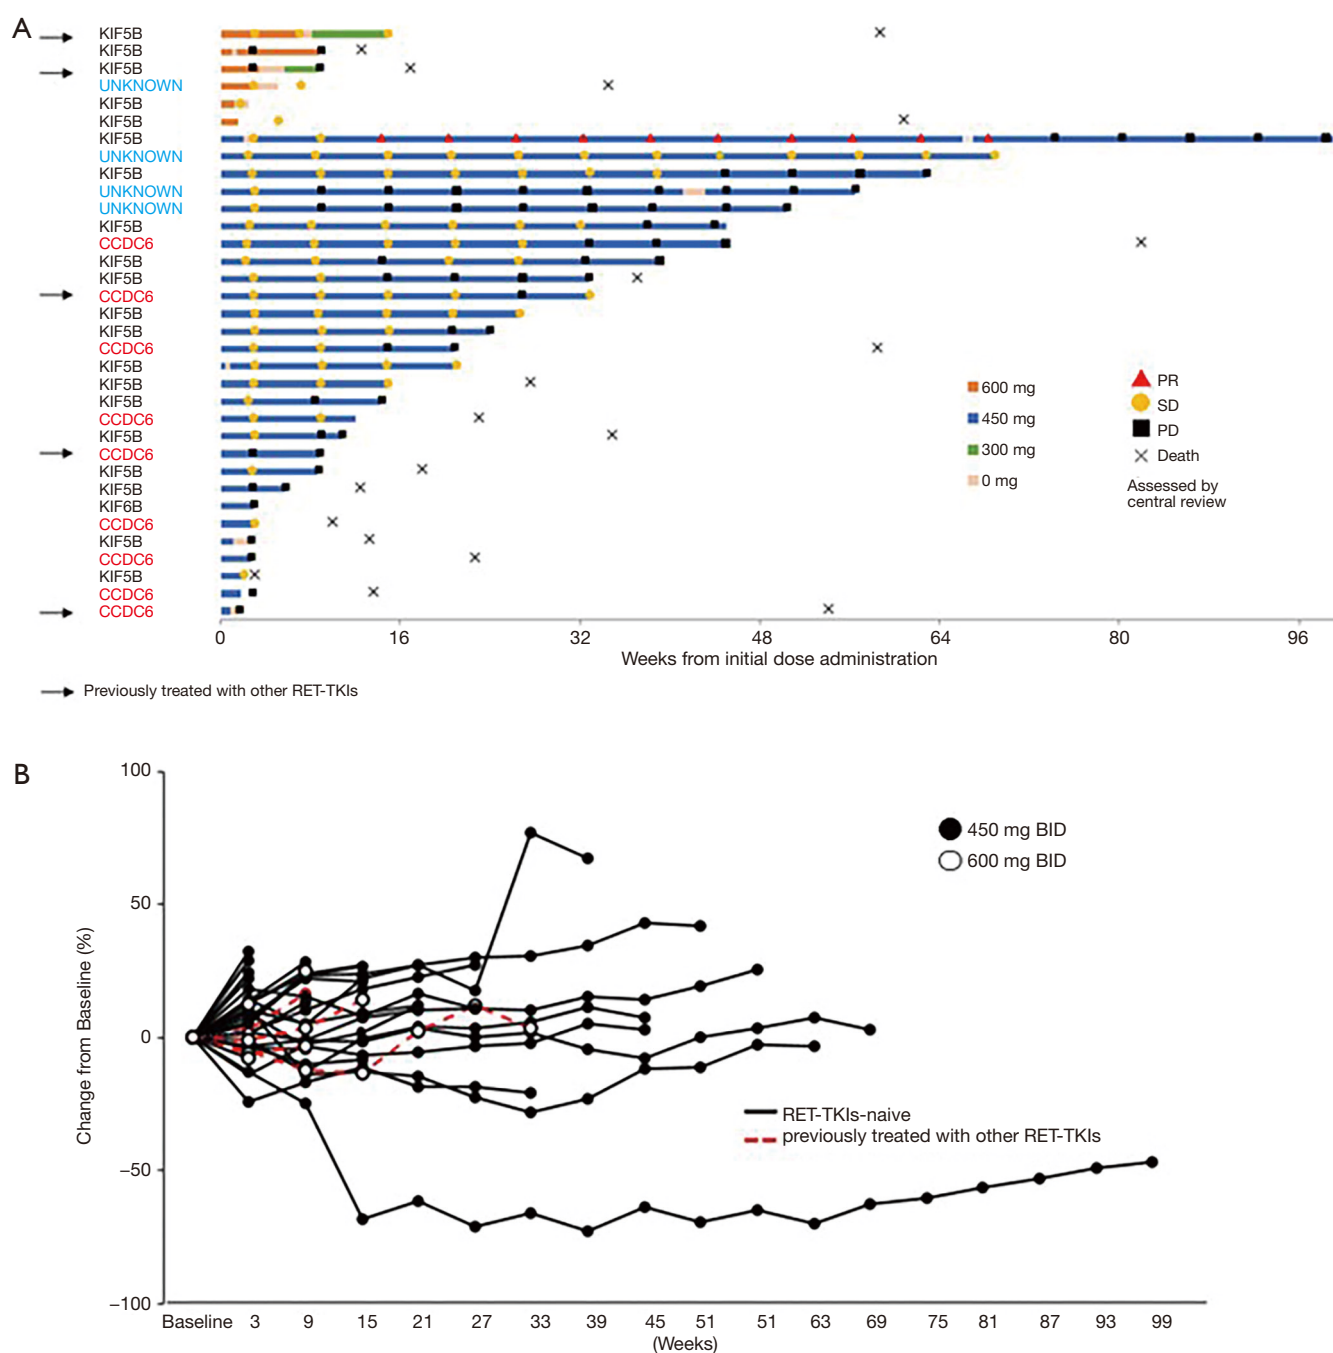 A
KIF5B
KIF5B
KIF5B
UNKNOWN
KIF5B
KIF5B
KIF5B
UNKNOWN
KIF5B
UNKNOWN
UNKNOWN
KIF5B
CCDC6
KIF5B
KIF5B
CCDC6
KIF5B
KIF5B
CCDC6
KIF5B
KIF5B
KIF5B
CCDC6
KIF5B
CCDC6
KIF5B
KIF5B
KIF6B
CCDC6
KIF5B
CCDC6
KIF5B
CCDC6
CCDC6
600 mg
450 mg
300 mg
0 mg
PR
SD
PD
Death
Assessed by
central review
0 16 32 48 64 80 96
Weeks from initial dose administration
Previously treated with other RET-TKIs
B
Change from Baseline (%)
100
50
0
−50
−100
450 mg BID
600 mg BID
RET-TKIs-naive
previously treated with other RET-TKIs
Baseline 3 9 15 21 27 33 39 45 51 51 63 69 75 81 87 93 99
(Weeks)